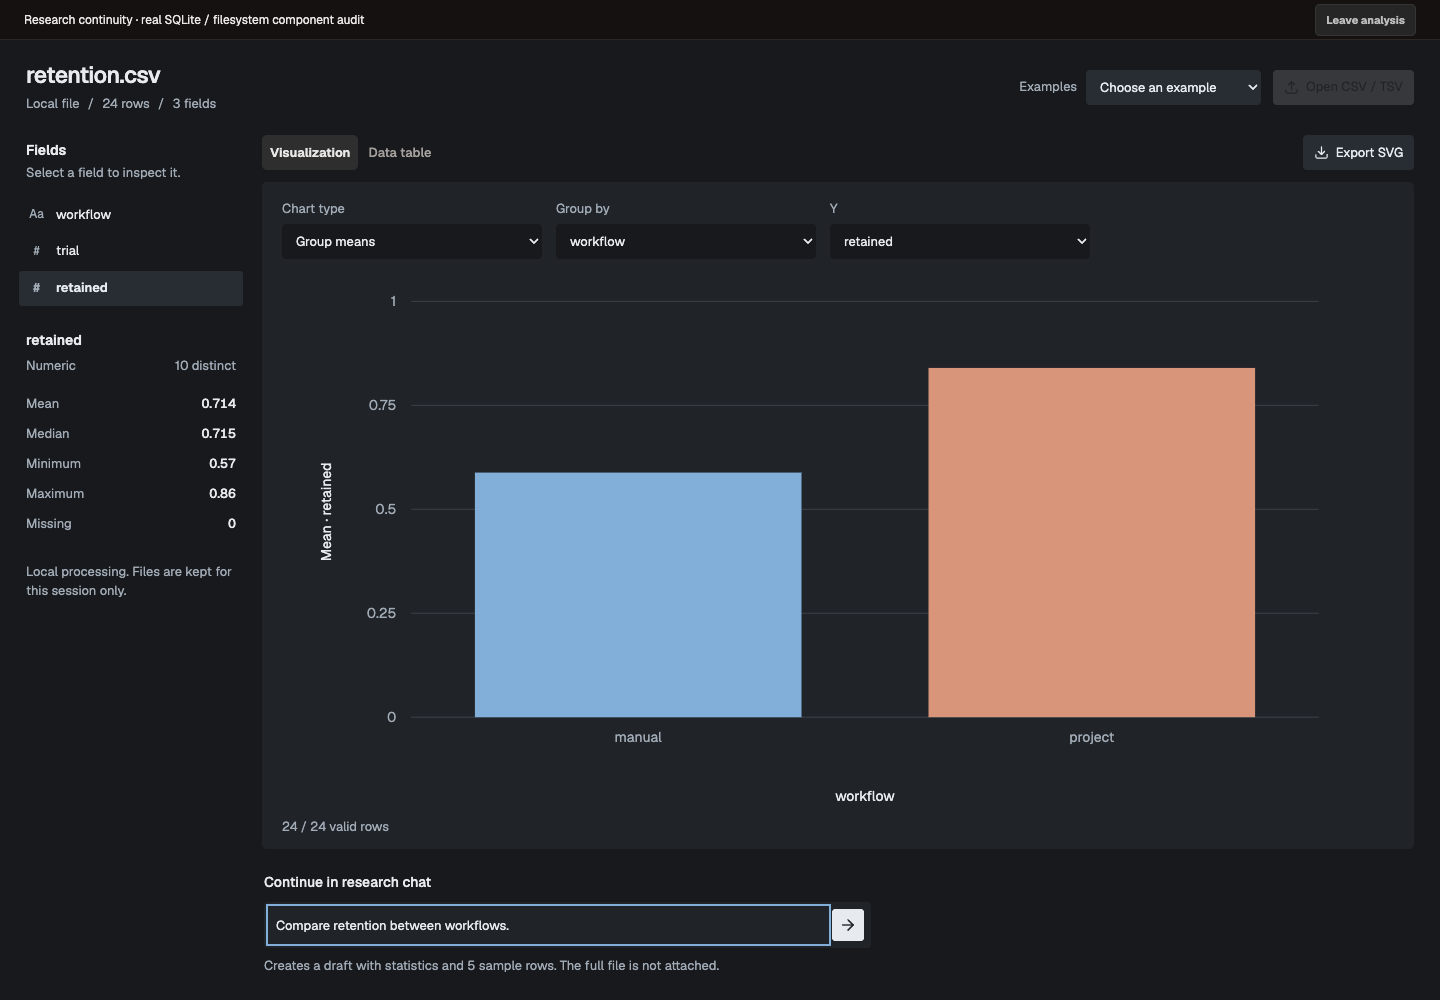 Research continuity · real SQLite / filesystem component audit
Leave analysis
retention.csv
Local file / 24 rows / 3 fields
Examples
Choose an example
Open CSV / TSV
Fields
Select a field to inspect it.
Aa workflow
# trial
# retained
retained
Numeric 10 distinct
Mean 0.714
Median 0.715
Minimum 0.57
Maximum 0.86
Missing 0
Local processing. Files are kept for
this session only.
Visualization
Data table
Export SVG
Chart type
Group means
Group by
workflow
Y
retained
1
0.75
0.5
0.25
0
Mean · retained
manual
project
workflow
24 / 24 valid rows
Continue in research chat
Compare retention between workflows.
Creates a draft with statistics and 5 sample rows. The full file is not attached.